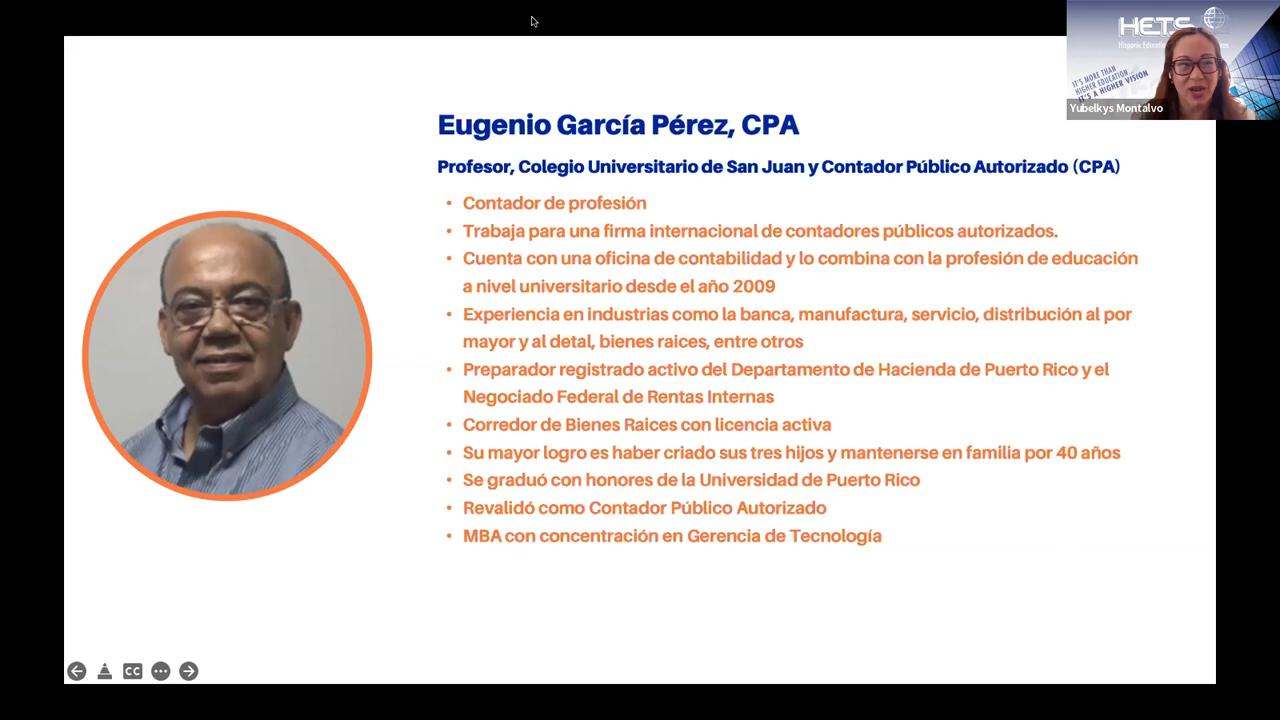 HETS
IT'S MORE THAN
HIGHER EDUCATION...
IT'S A HIGHER VISION
Yubelkys Montalvo
Eugenio García Pérez, CPA
Profesor, Colegio Universitario de San Juan y Contador Público Autorizado (CPA)
• Contador de profesión
• Trabaja para una firma internacional de contadores públicos autorizados.
• Cuenta con una oficina de contabilidad y lo combina con la profesión de educación
a nivel universitario desde el año 2009
• Experiencia en industrias como la banca, manufactura, servicio, distribución al por
mayor y al detal, bienes raices, entre otros
• Preparador registrado activo del Departamento de Hacienda de Puerto Rico y el
Negociado Federal de Rentas Internas
• Corredor de Bienes Raices con licencia activa
• Su mayor logro es haber criado sus tres hijos y mantenerse en familia por 40 años
• Se graduó con honores de la Universidad de Puerto Rico
• Revalidó como Contador Público Autorizado
• MBA con concentración en Gerencia de Tecnología
CC